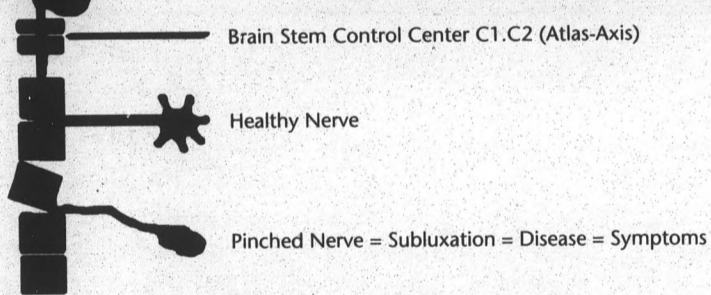 Brain Stem Control Center C1.C2 (Atlas-Axis)
Healthy Nerve
Pinched Nerve = Subluxation = Disease = Symptoms